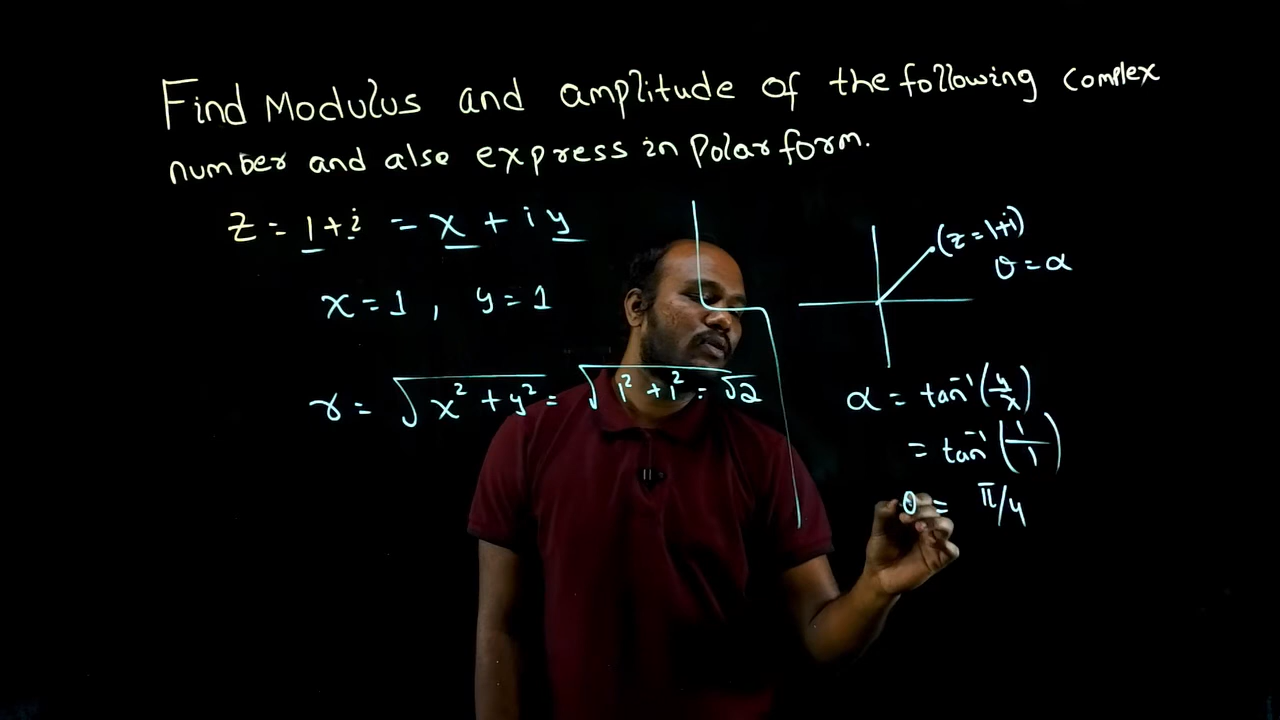 Find Modulus and amplitude of the following complex
number and also express in Polar form.
z = 1+i = x + i y
x = 1 , y = 1
r = √x² + y² = √1² + 1² = √2
(z = 1+i)
θ = α
α = tan⁻¹(y/x)
= tan⁻¹(1/1)
θ = π/4